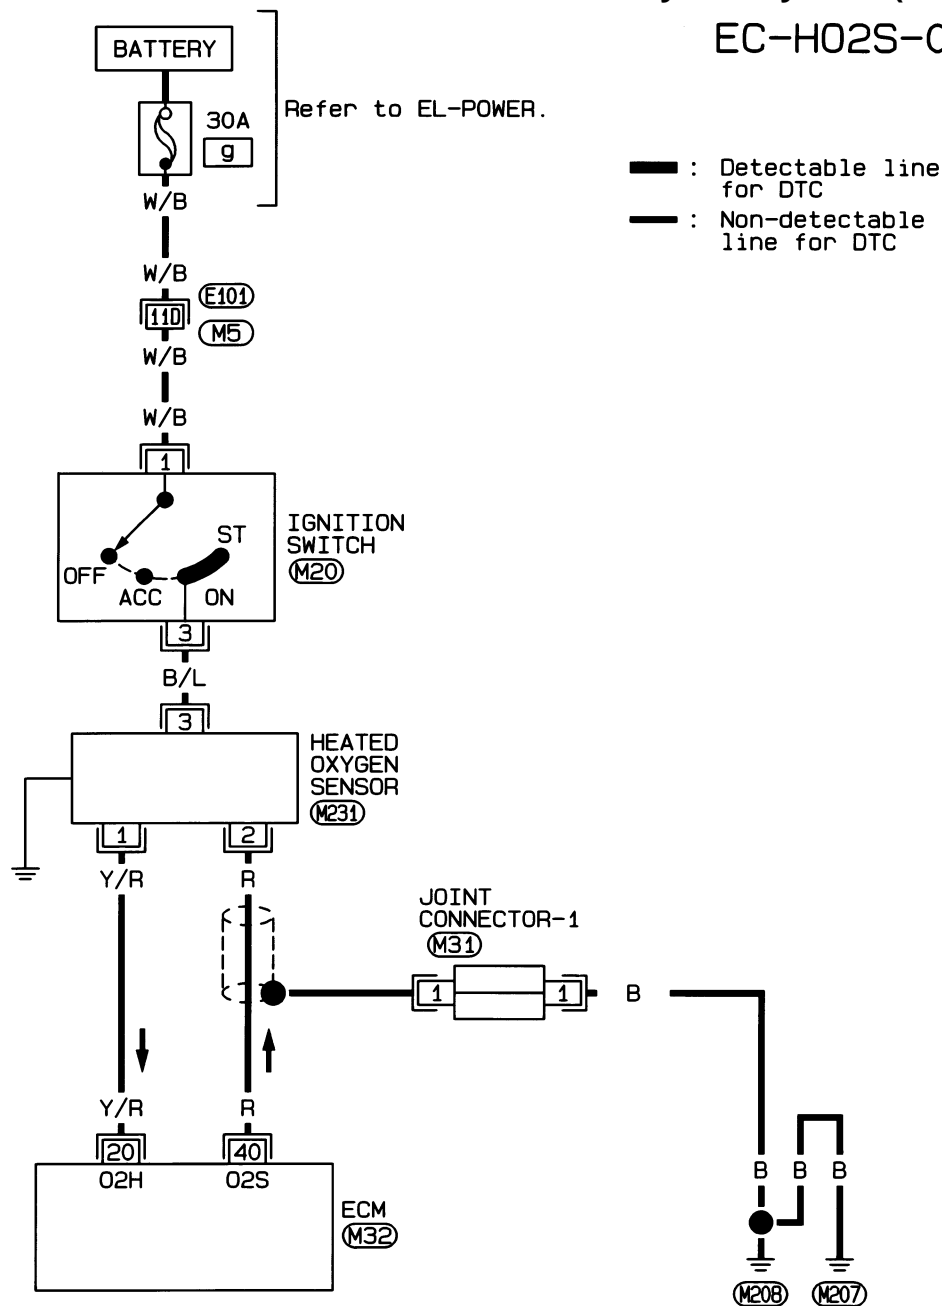 EC-HO2S-
BATTERY
Refer to EL-POWER.
30A
g
: Detectable line
for DTC
: Non-detectable
line for DTC
W/B
W/B
E101
11D
M5
W/B
W/B
1
IGNITION
SWITCH
M20
ST
OFF
ACC
ON
3
B/L
3
HEATED
OXYGEN
SENSOR
M231
1
2
Y/R
R
JOINT
CONNECTOR-1
M31
1
1
B
Y/R
R
20
40
O2H
O2S
ECM
M32
B
B
B
M208
M207